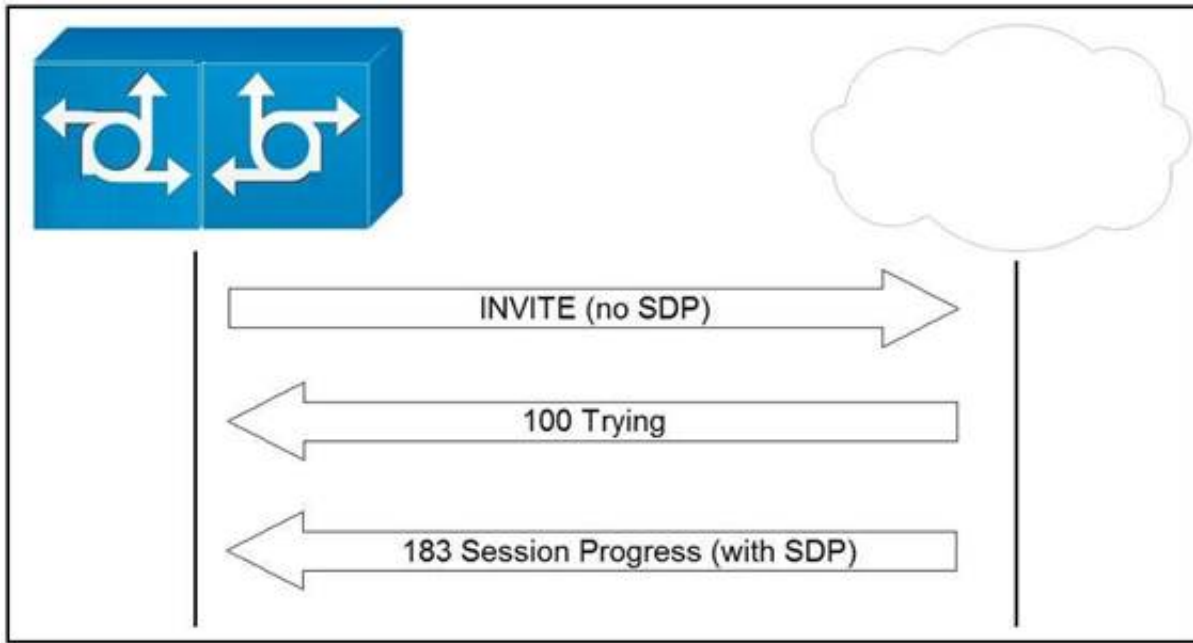 INVITE (no SDP)
100 Trying
183 Session Progress (with SDP)